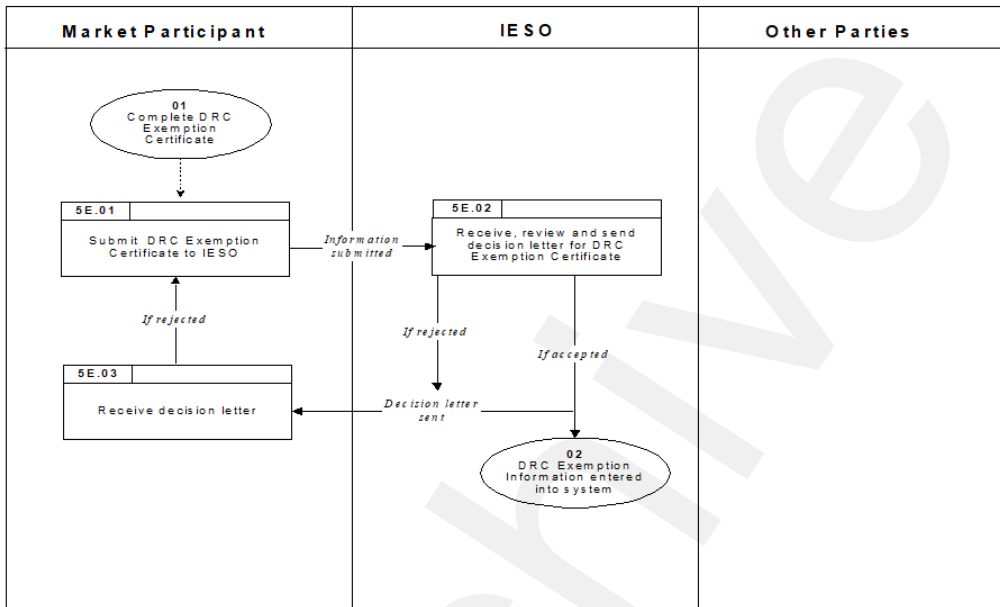 Market Participant
IESO
Other Parties
01
Complete DRC
Exemption
Certificate
5E.01
Submit DRC Exemption
Certificate to IESO
Information
submitted
5E.02
Receive, review and send
decision letter for DRC
Exemption Certificate
If rejected
If rejected
If accepted
5E.03
Receive decision letter
Decision letter
sent
02
DRC Exemption
Information entered
into system
hive